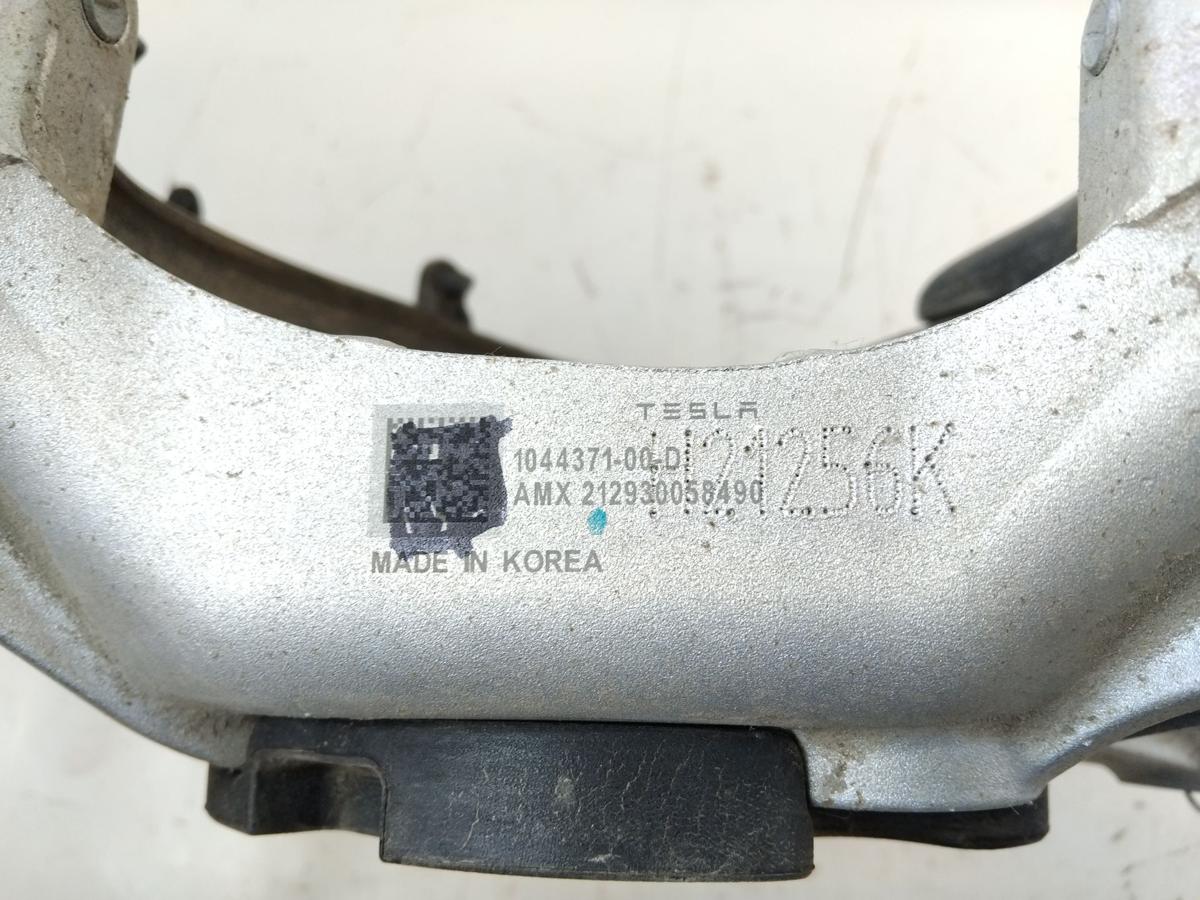 TESLA
1044371-00-D
H21256K
AMX 212930058490
MADE IN KOREA